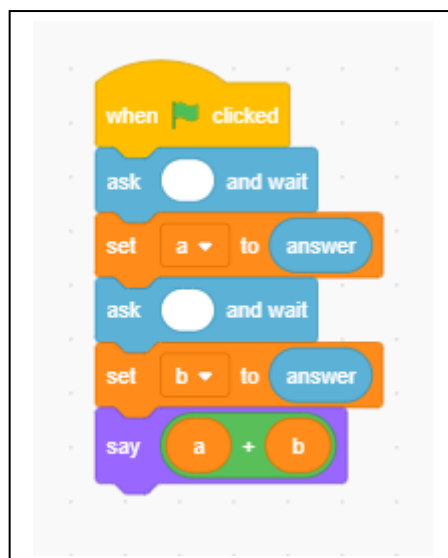 when clicked
ask and wait
set a to answer
ask and wait
set b to answer
say a + b